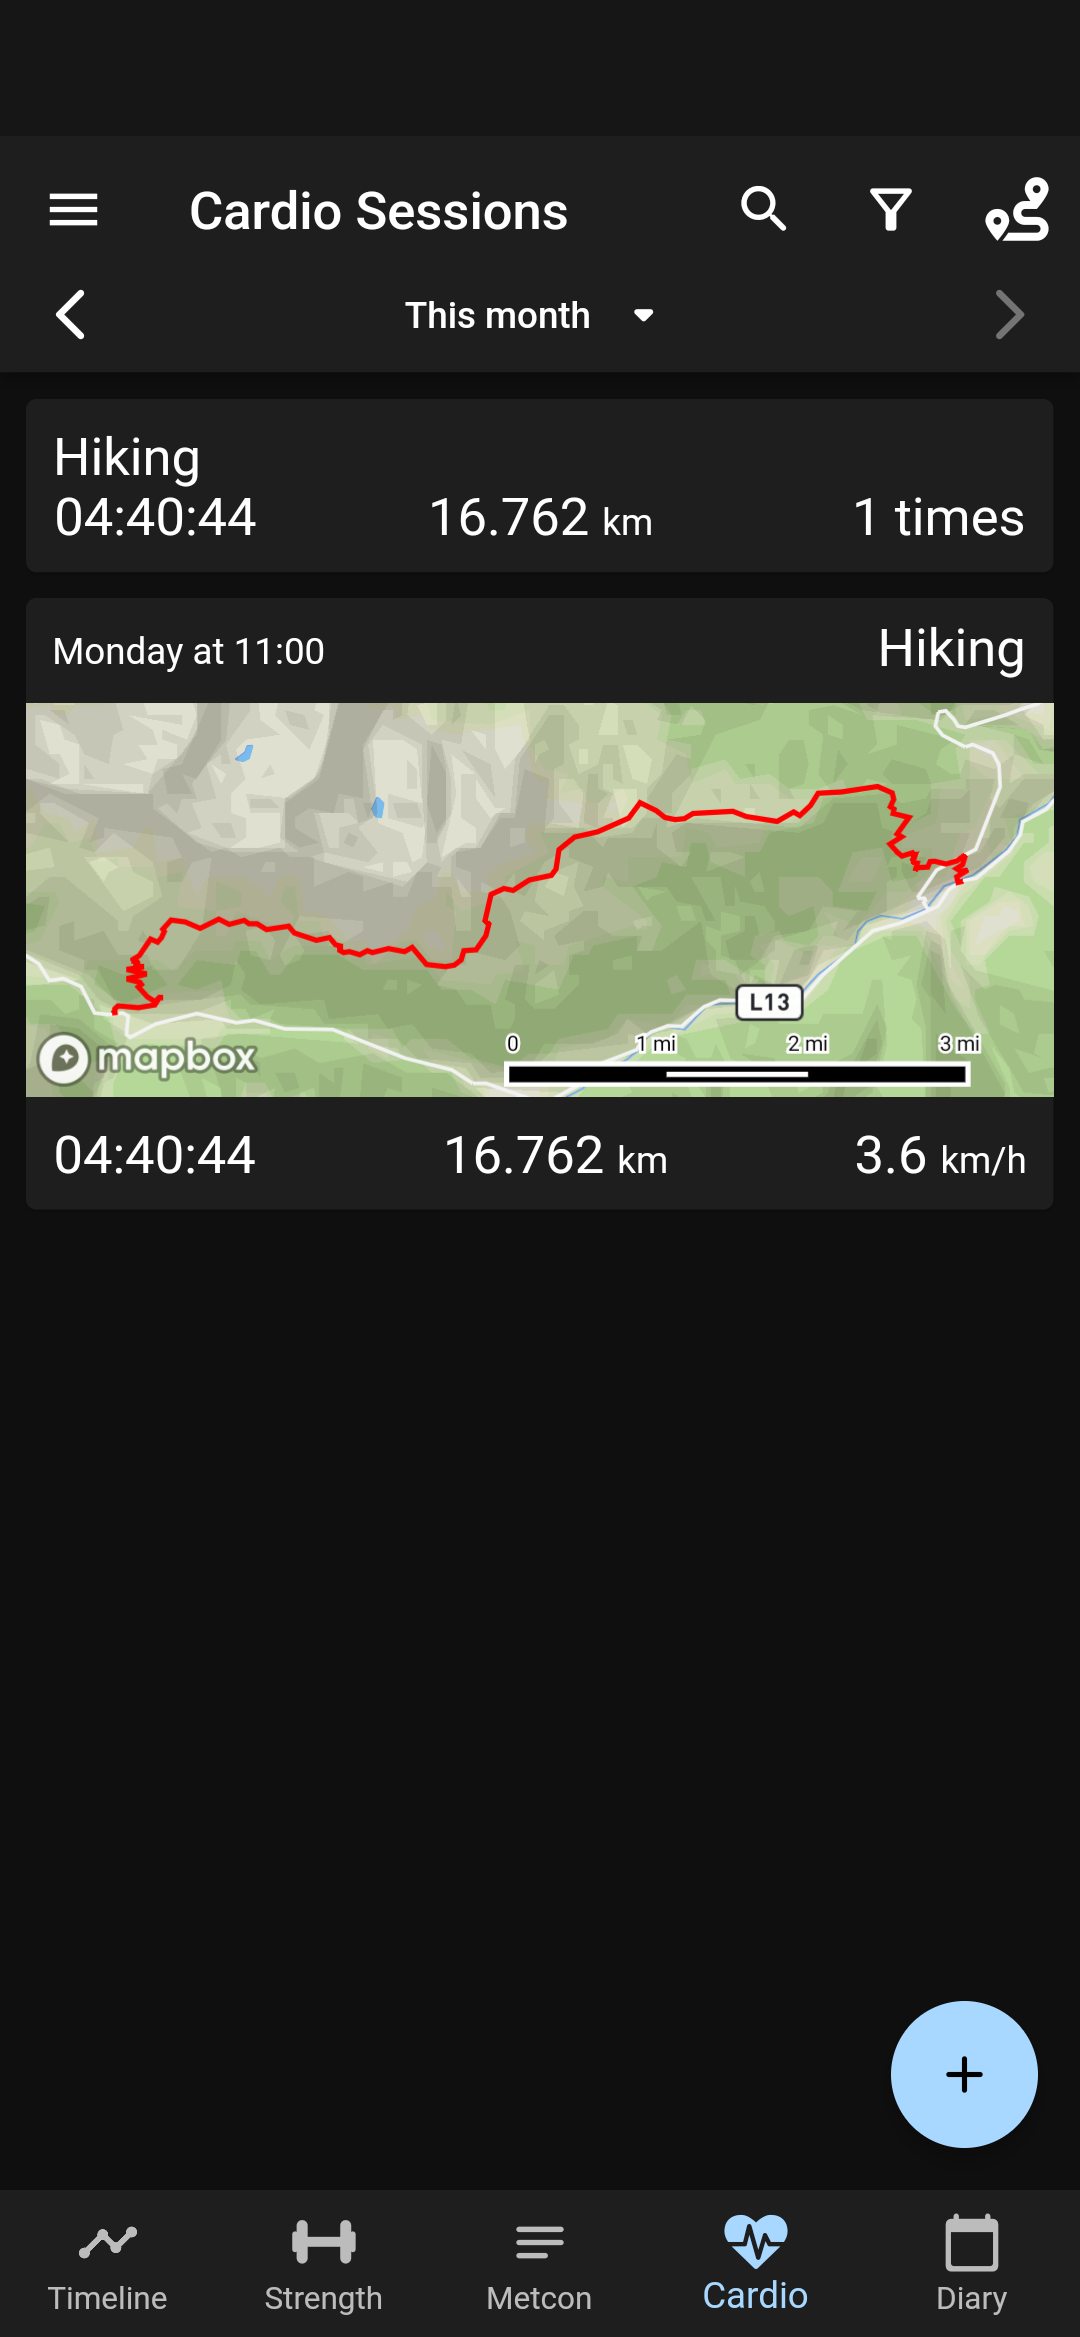 Cardio Sessions
This month
Hiking
04:40:44 16.762 km 1 times
Monday at 11:00 Hiking
L13
0 1 mi 2 mi 3 mi
mapbox
04:40:44 16.762 km 3.6 km/h
Timeline Strength Metcon Cardio Diary